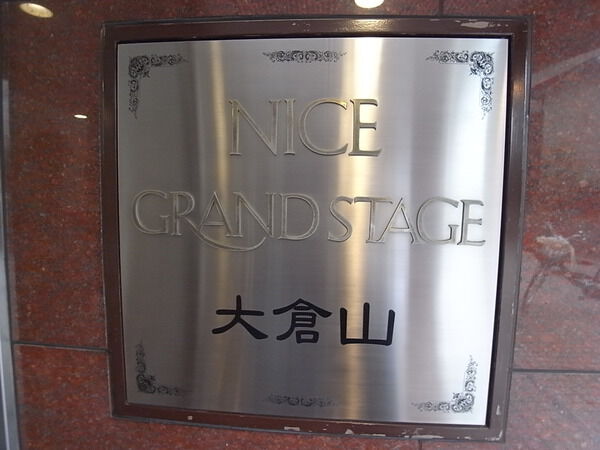 NICE
GRAND STAGE
大倉山